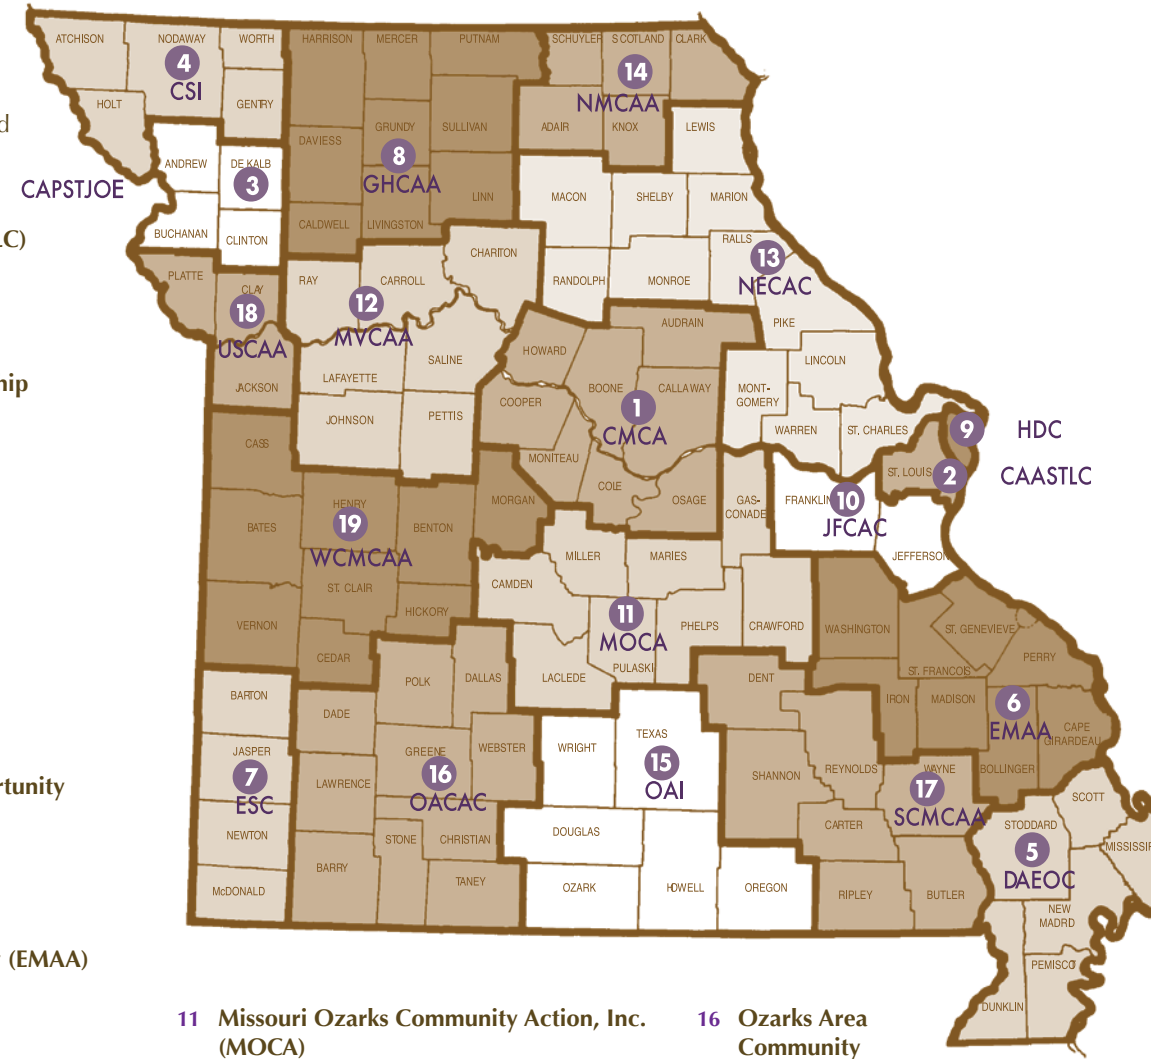 ATCHISON
NODAWAY
WORTH
HARRISON
MERCER
PUTNAM
SCHUYLER
SCOTLAND
CLARK
4
CSI
14
NMCAA
HOLT
GENTRY
d
GRUNDY
SULLIVAN
ADAIR
KNOX
LEWIS
DAVIESS
ANDREW
DE KALB
8
GHCAA
3
CAPSTJOE
LINN
MACON
SHELBY
MARION
CALDWELL
LIVINGSTON
BUCHANAN
CLINTON
LC)
RALLS
CHARITON
13
NECAC
PLATTE
CLAY
RAY
CARROLL
RANDOLPH
MONROE
18
USCAA
12
MVCAA
AUDRAIN
PIKE
HOWARD
SALINE
LINCOLN
hip
JACKSON
LAFAYETTE
BOONE
CALLAWAY
MONT-
GOMERY
COOPER
1
CMCA
JOHNSON
PETTIS
WARREN
ST. CHARLES
9
HDC
CASS
MONITEAU
ST. LOUIS
2
CAASTLC
COLE
OSAGE
GAS-
CONADE
FRANKLIN
10
JFCAC
MORGAN
HENRY
BATES
19
WCMCAA
BENTON
MILLER
MARIES
JEFFERSON
ST. CLAIR
CAMDEN
HICKORY
11
MOCA
PHELPS
CRAWFORD
VERNON
WASHINGTON
ST. GENEVIEVE
CEDAR
PULASKI
ST. FRANCOIS
PERRY
POLK
DALLAS
LACLEDE
DENT
BARTON
IRON
MADISON
6
EMAA
DADE
CAPE
GIRARDEAU
TEXAS
JASPER
GREENE
WEBSTER
WRIGHT
7
ESC
16
OACAC
15
OAI
SHANNON
REYNOLDS
WAYNE
BOLLINGER
rtunity
LAWRENCE
17
SCMCAA
SCOTT
NEWTON
STONE
CHRISTIAN
DOUGLAS
CARTER
STODDARD
MISSISSIP
5
DAEOC
BARRY
TANEY
McDONALD
OZARK
HOWELL
OREGON
RIPLEY
BUTLER
NEW
MADRID
(EMAA)
PEMISCOT
DUNKLIN
11 Missouri Ozarks Community Action, Inc.
(MOCA)
16 Ozarks Area
Community